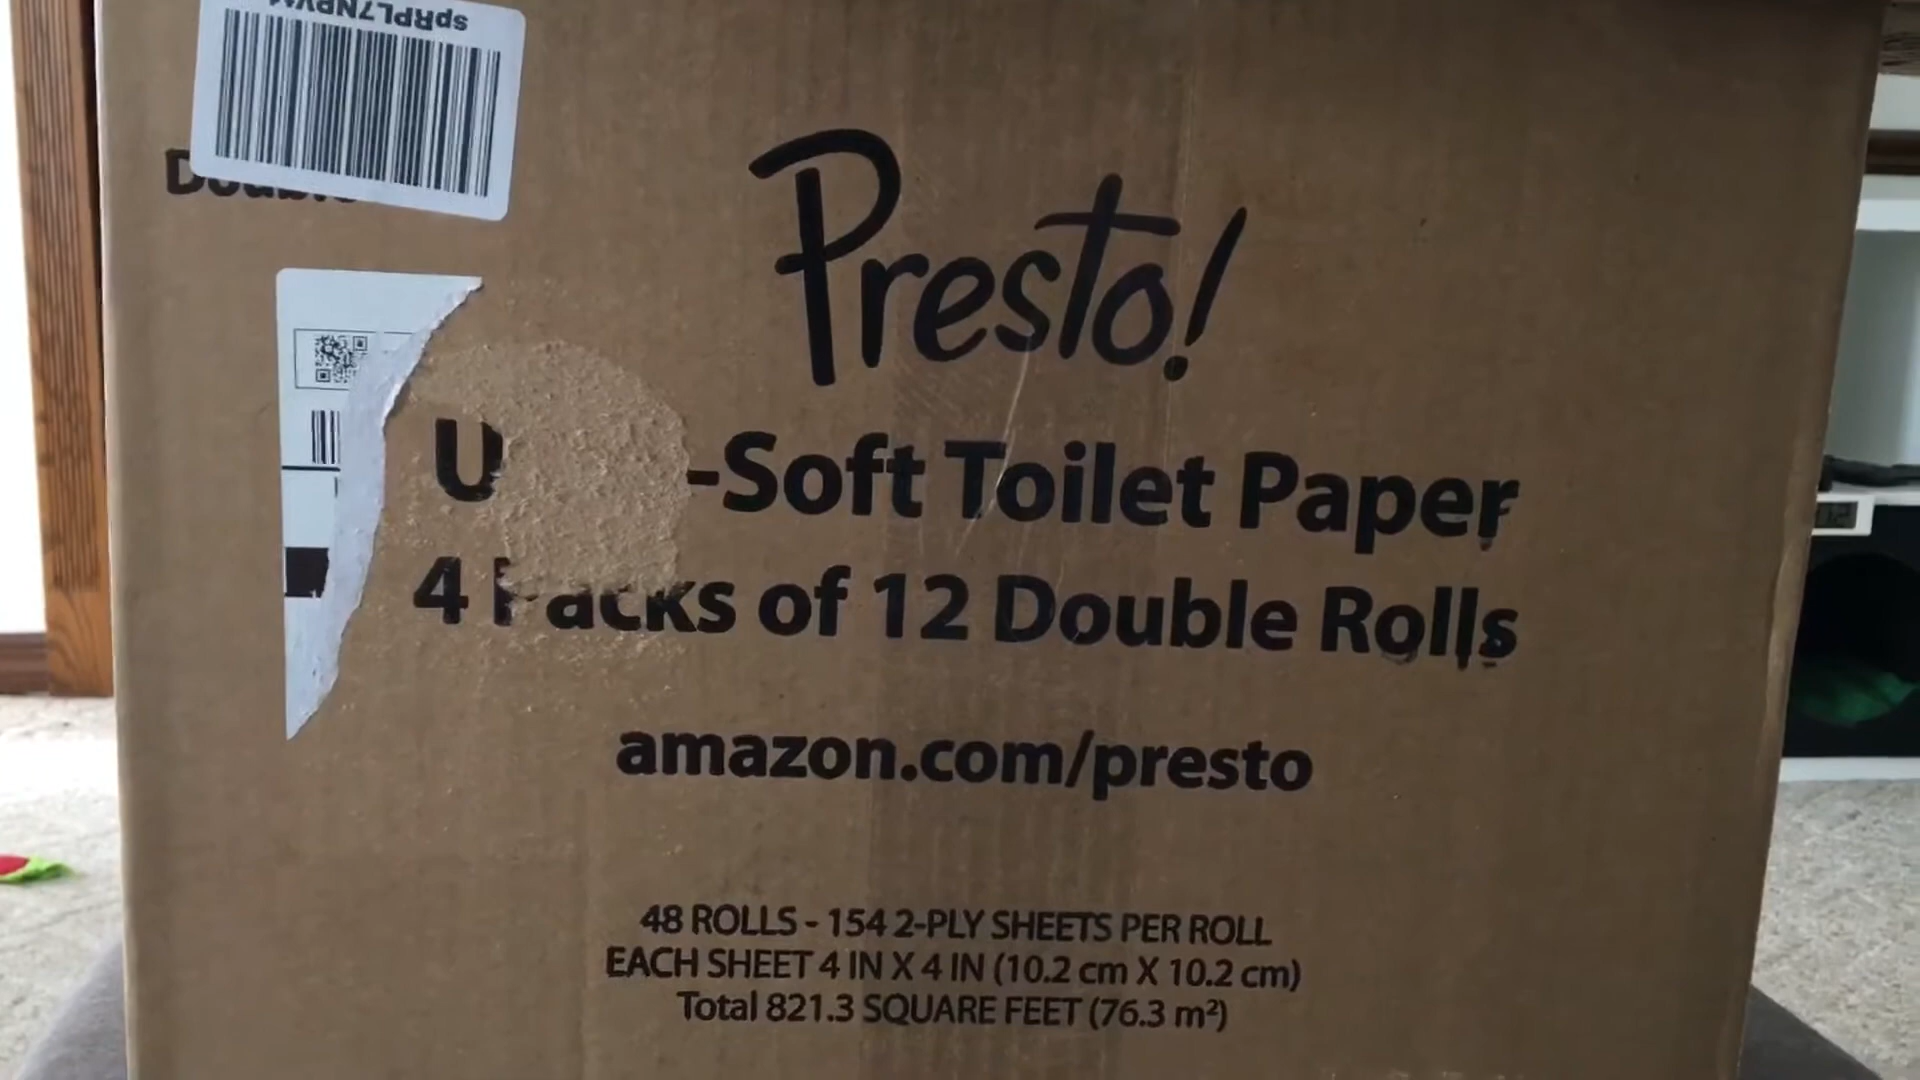 Presto!
U -Soft Toilet Paper
4 Packs of 12 Double Rolls
amazon.com/presto
48 ROLLS - 154 2-PLY SHEETS PER ROLL
EACH SHEET 4 IN X 4 IN (10.2 cm X 10.2 cm)
Total 821.3 SQUARE FEET (76.3 m²)